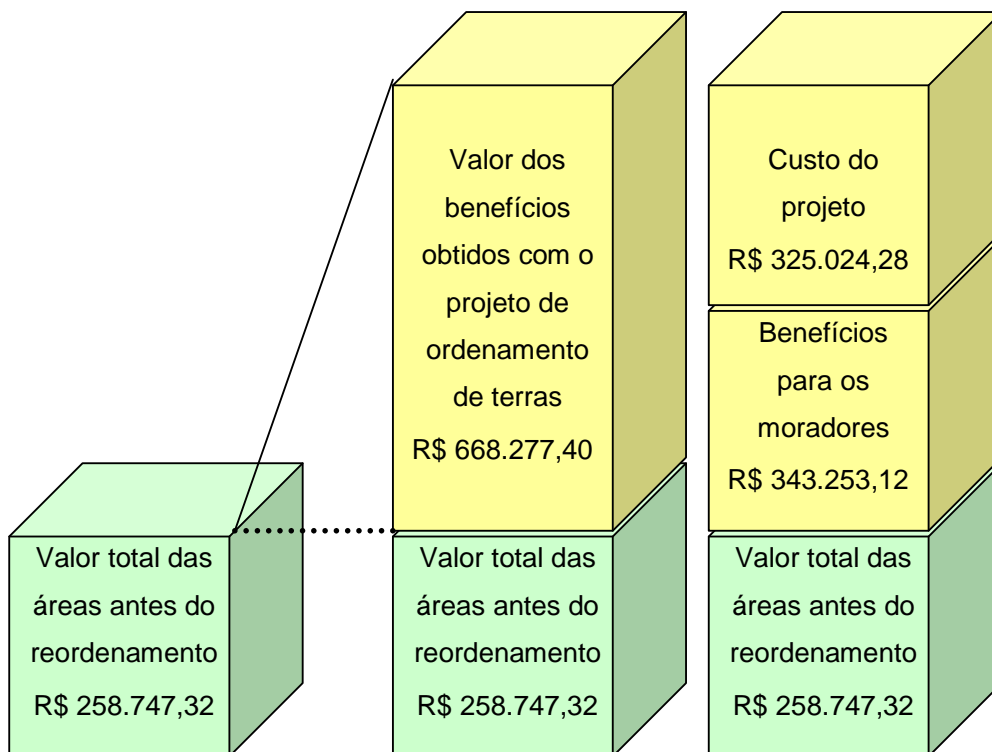 Valor dos
benefícios
obtidos com o
projeto de
ordenamento
de terras
R$ 668.277,40
Custo do
projeto
R$ 325.024,28
Benefícios
para os
moradores
R$ 343.253,12
Valor total das
áreas antes do
reordenamento
R$ 258.747,32
Valor total das
áreas antes do
reordenamento
R$ 258.747,32
Valor total das
áreas antes do
reordenamento
R$ 258.747,32